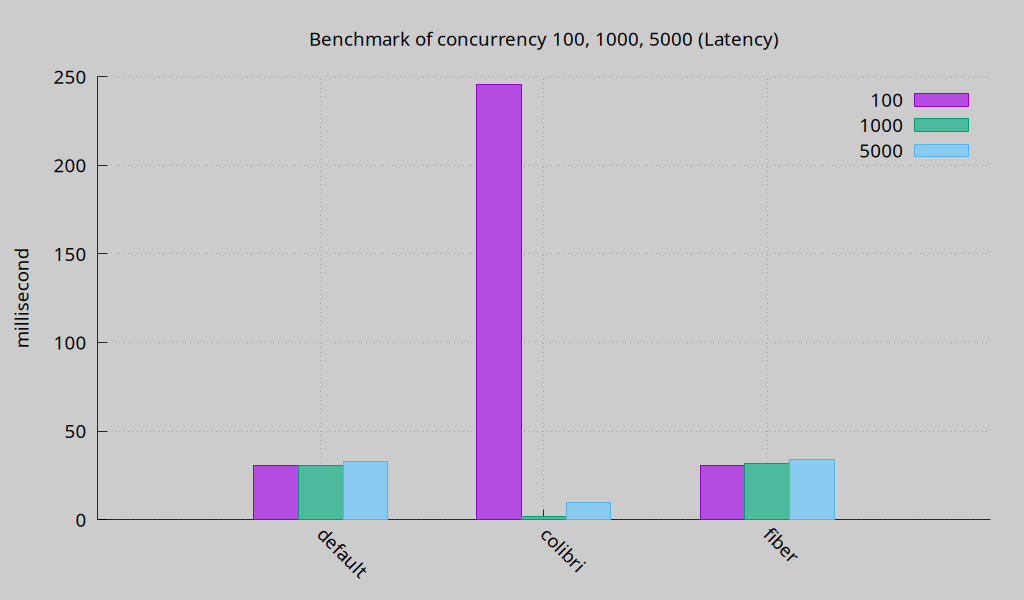 Benchmark of concurrency 100, 1000, 5000 (Latency)
250
200
150
100
50
0
millisecond
100
1000
5000
default
colibri
fiber